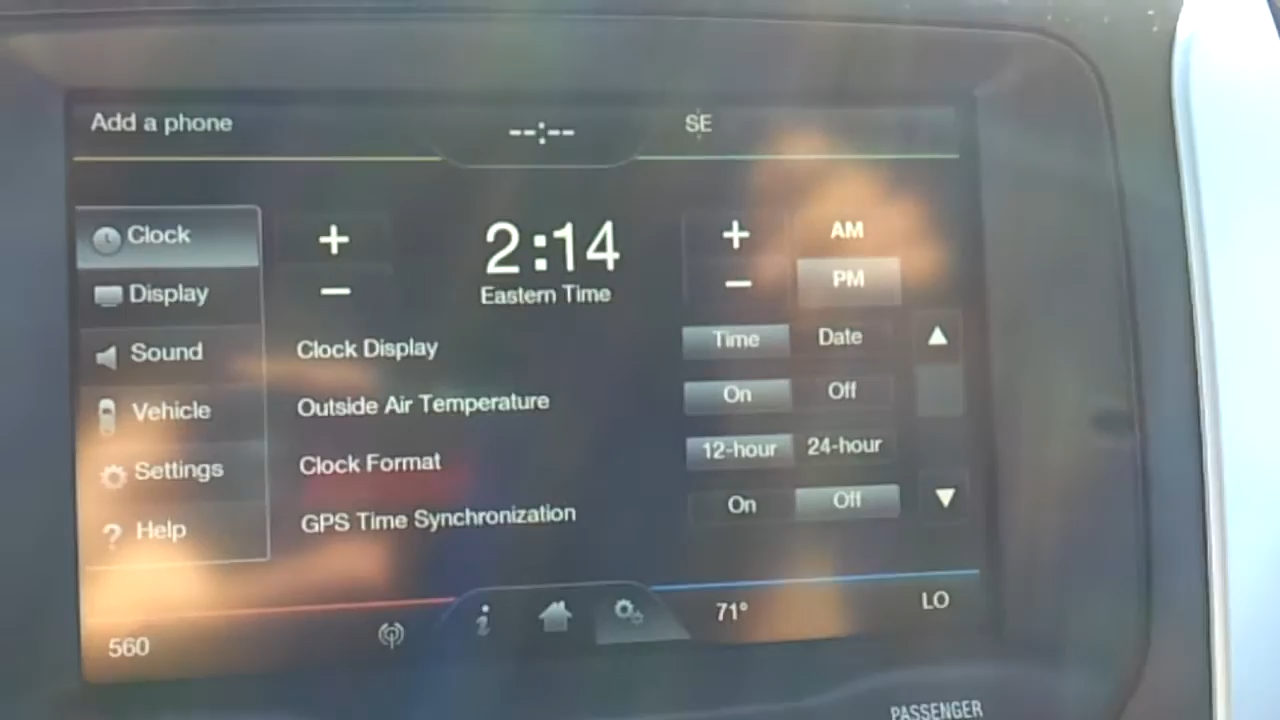 Add a phone --:-- SE
Clock + 2:14 + AM
Display − Eastern Time − PM
Sound Clock Display Time Date
Vehicle Outside Air Temperature On Off
Settings Clock Format 12-hour 24-hour
Help GPS Time Synchronization On Off
560 71° LO
PASSENGER